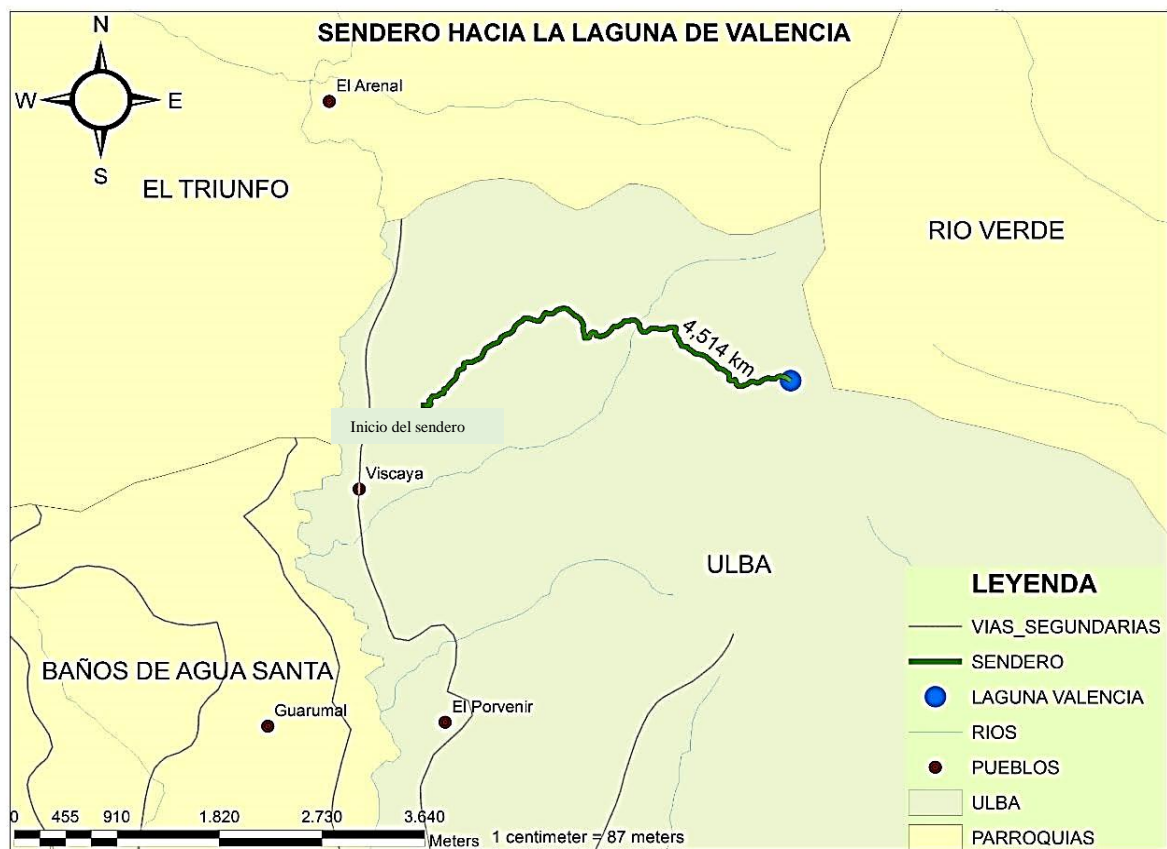 SENDERO HACIA LA LAGUNA DE VALENCIA
N
W E
S
El Arenal
EL TRIUNFO
RIO VERDE
4,514 km
Inicio del sendero
Viscaya
ULBA
BAÑOS DE AGUA SANTA
Guarumal
El Porvenir
LEYENDA
VIAS_SEGUNDARIAS
SENDERO
LAGUNA VALENCIA
RIOS
PUEBLOS
ULBA
PARROQUIAS
0 455 910 1.820 2.730 3.640
Meters 1 centimeter = 87 meters